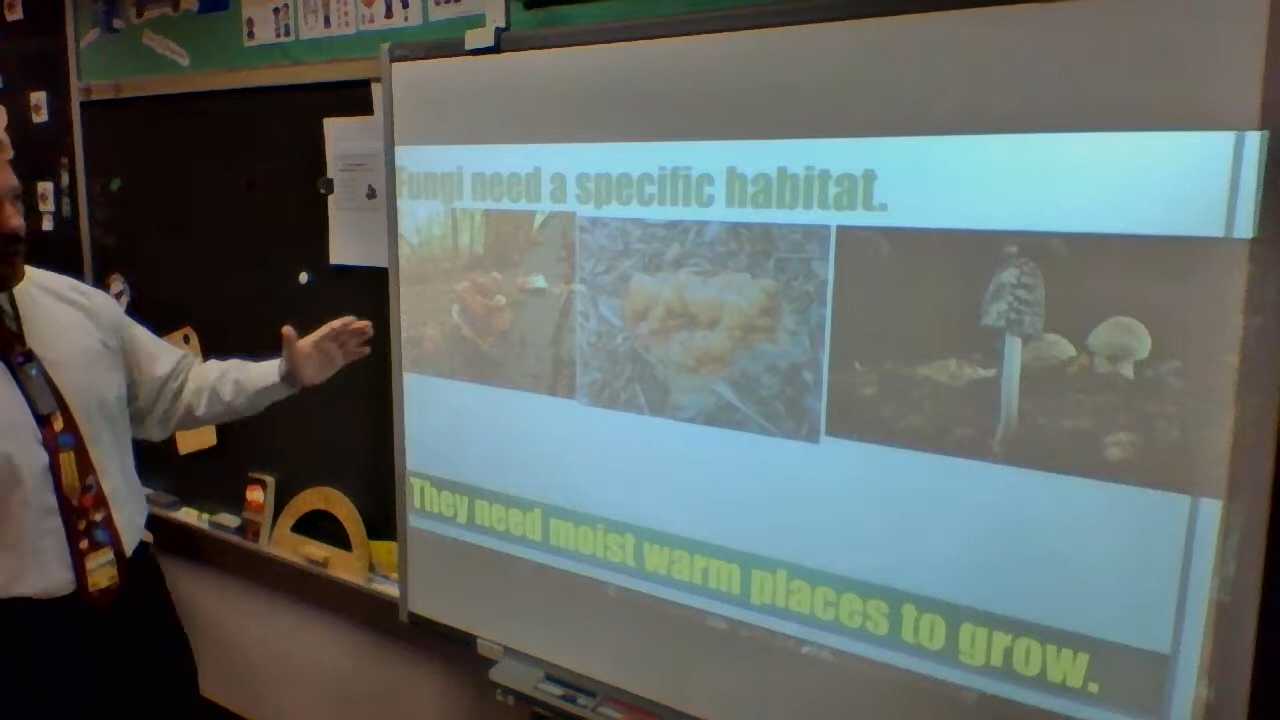 Fungi need a specific habitat.
They need moist warm places to grow.